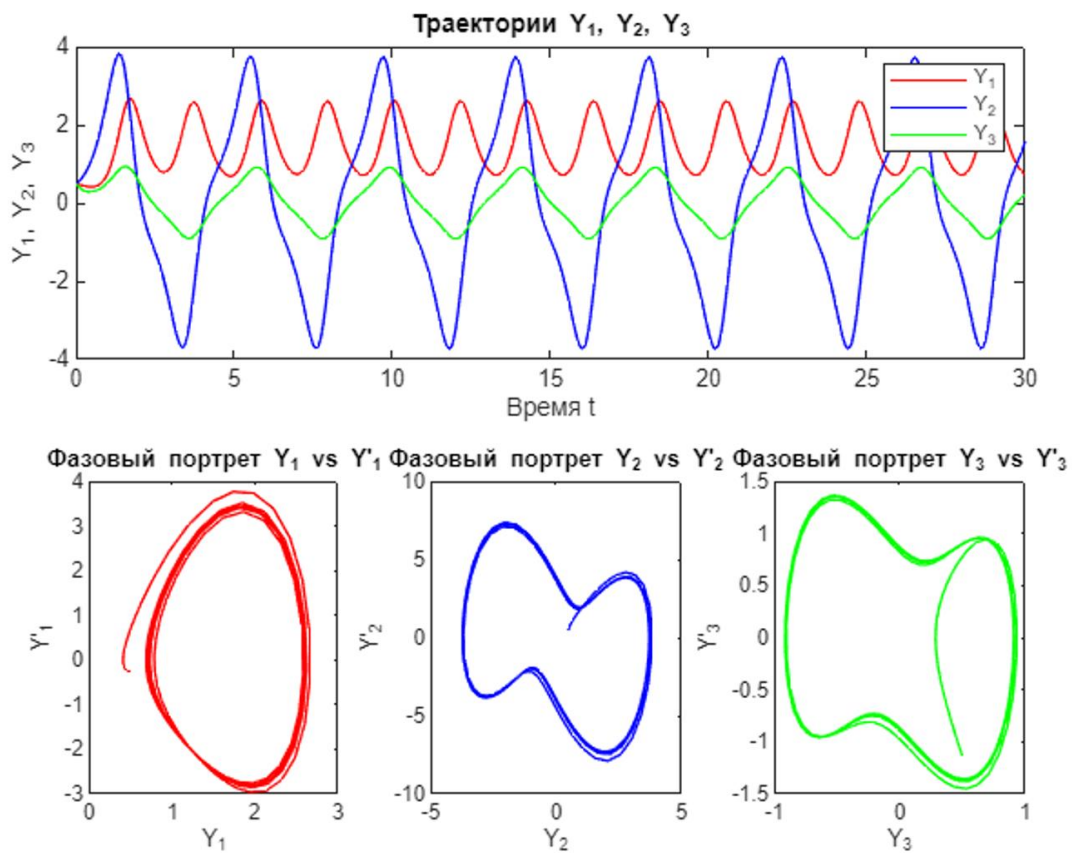 Траектории Y₁, Y₂, Y₃
Y₁, Y₂, Y₃
4
2
0
-2
-4
Y₁
Y₂
Y₃
0 5 10 15 20 25 30
Время t
Фазовый портрет Y₁ vs Y'₁
Y'₁
4
3
2
1
0
-1
-2
-3
0 1 2 3
Y₁
Фазовый портрет Y₂ vs Y'₂
Y'₂
10
5
0
-5
-10
-5 0 5
Y₂
Фазовый портрет Y₃ vs Y'₃
Y'₃
1.5
1
0.5
0
-0.5
-1
-1.5
-1 0 1
Y₃